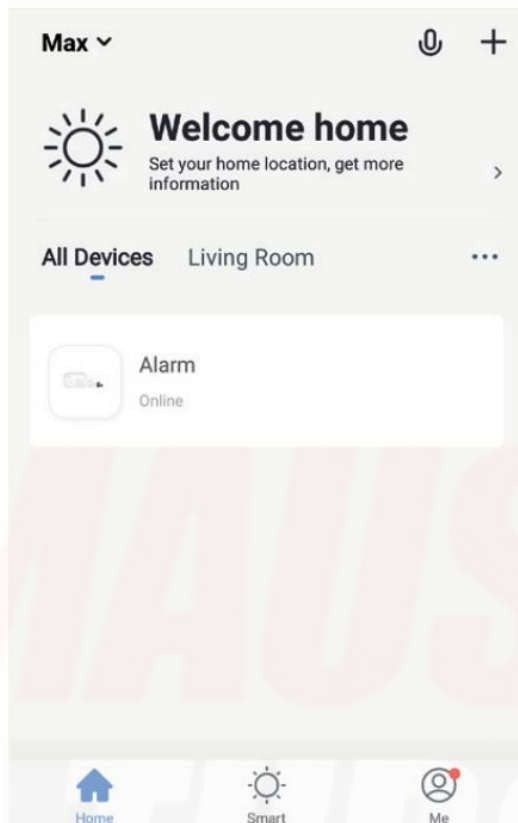 Max
Welcome home
Set your home location, get more
information
All Devices Living Room
Alarm
Online
Home Smart Me